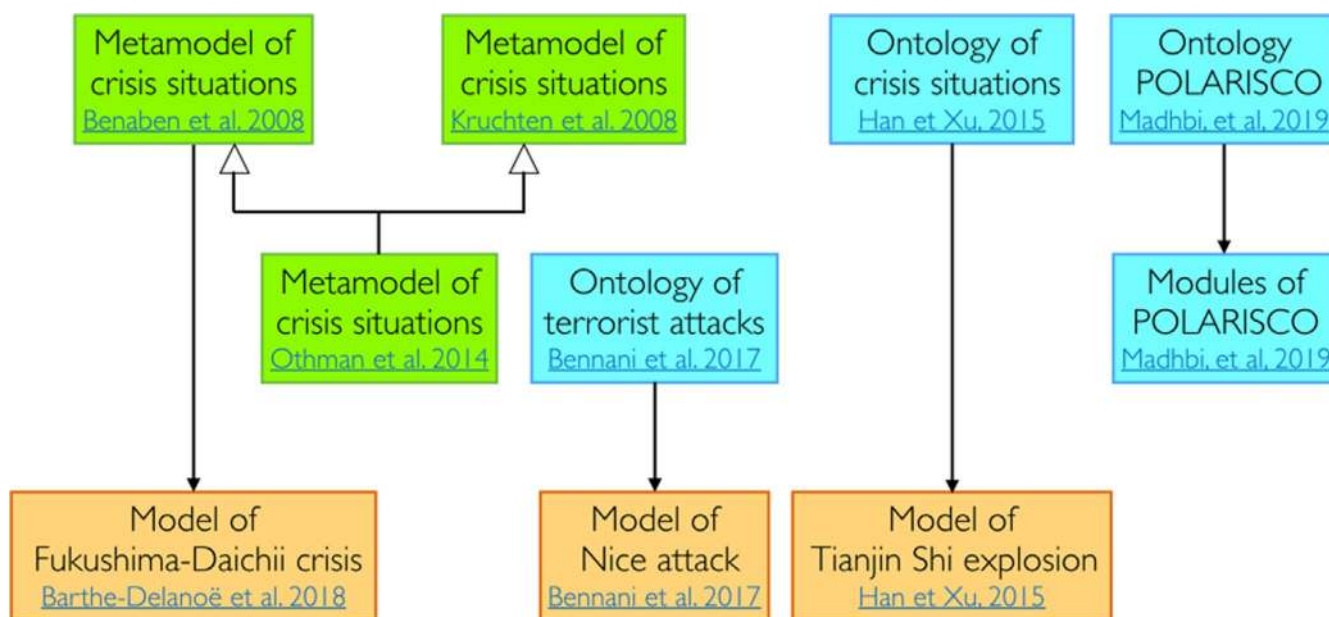 Metamodel of
crisis situations
Benaben et al. 2008
Metamodel of
crisis situations
Kruchten et al. 2008
Ontology of
crisis situations
Han et Xu, 2015
Ontology
POLARISCO
Madhbi, et al, 2019
Metamodel of
crisis situations
Othman et al. 2014
Ontology of
terrorist attacks
Bennani et al. 2017
Modules of
POLARISCO
Madhbi, et al, 2019
Model of
Fukushima-Daichii crisis
Barthe-Delanoë et al. 2018
Model of
Nice attack
Bennani et al. 2017
Model of
Tianjin Shi explosion
Han et Xu, 2015